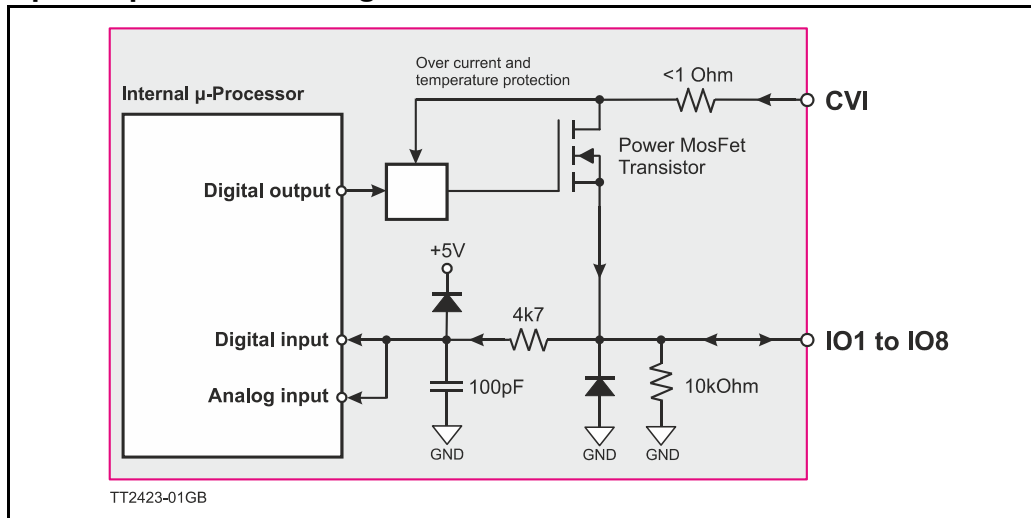 Over current and
temperature protection
<1 Ohm
CVI
Internal µ-Processor
Power MosFet
Transistor
Digital output
+5V
4k7
Digital input
IO1 to IO8
100pF
10kOhm
Analog input
GND
GND
GND
TT2423-01GB